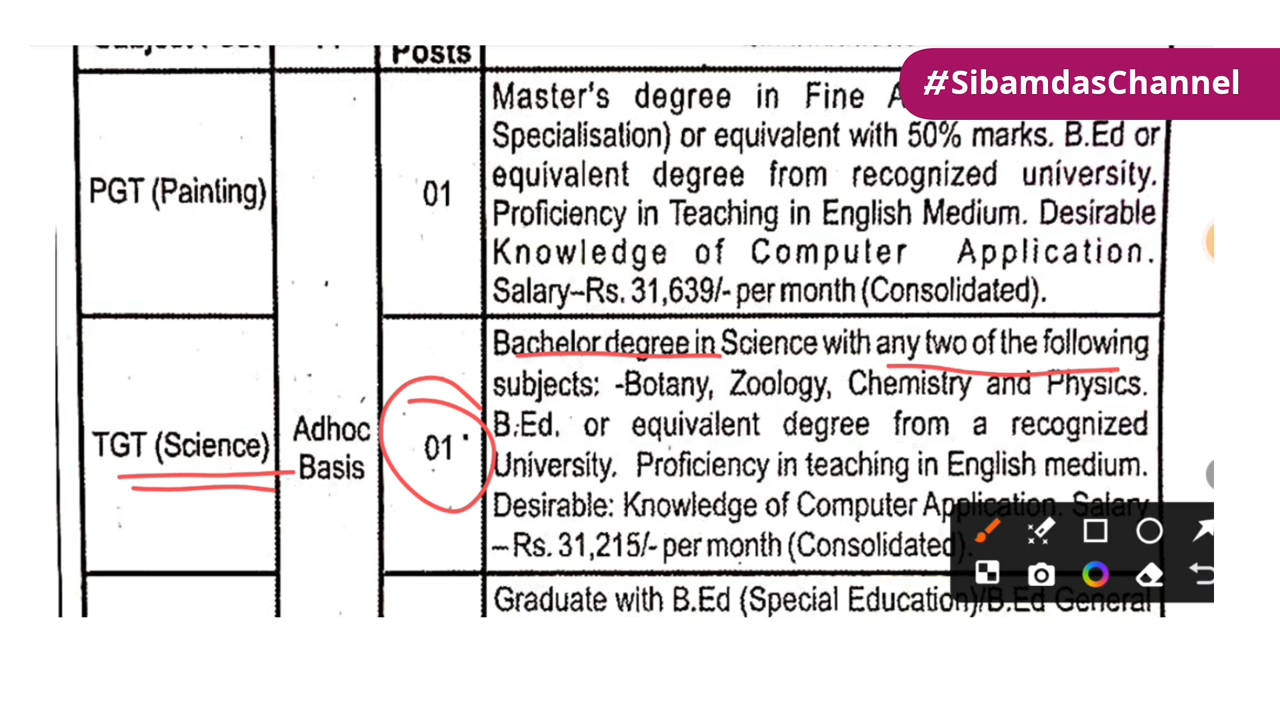 Subject Post
Posts
#SibamdasChannel
PGT (Painting)
01
Master's degree in Fine
Specialisation) or equivalent with 50% marks. B.Ed or
equivalent degree from recognized university.
Proficiency in Teaching in English Medium. Desirable
Knowledge of Computer Application.
Salary–Rs. 31,639/- per month (Consolidated).
TGT (Science)
Adhoc
Basis
01
Bachelor degree in Science with any two of the following
subjects: -Botany, Zoology, Chemistry and Physics.
B.Ed. or equivalent degree from a recognized
University. Proficiency in teaching in English medium.
Desirable: Knowledge of Computer Application. Salary
–Rs. 31,215/- per month (Consolidated).
Graduate with B.Ed (Special Education)/B.Ed General